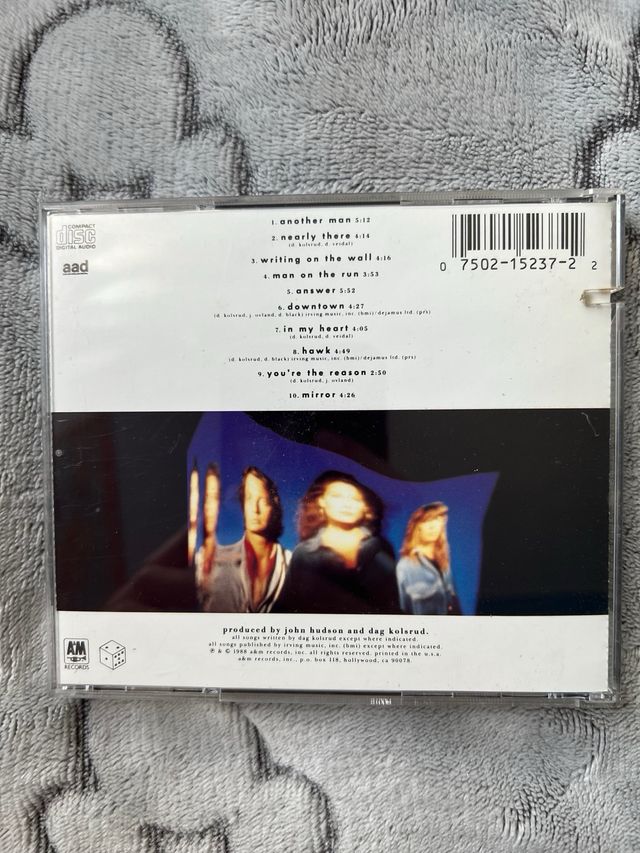 COMPACT
disc
DIGITAL AUDIO
aad
1. another man 5:12
2. nearly there 4:14
(d. kolsrud, d. veidal)
3. writing on the wall 4:16
4. man on the run 3:53
5. answer 5:52
6. downtown 4:27
(d. kolsrud, j. ovland, d. black) irving music, inc. (bmi)/dejamus ltd. (prs)
7. in my heart 4:05
(d. kolsrud, d. veidal)
8. hawk 4:49
(d. kolsrud, d. black) irving music, inc. (bmi)/dejamus ltd. (prs)
9. you're the reason 2:50
(d. kolsrud, j. ovland)
10. mirror 4:26
0 7502-15237-2 2
produced by john hudson and dag kolsrud.
all songs written by dag kolsrud except where indicated.
all songs published by irving music, inc. (bmi) except where indicated.
℗ & © 1988 a&m records, inc. all rights reserved. printed in the u.s.a.
a&m records, inc., p.o. box 118, hollywood, ca 90078.
A&M
RECORDS